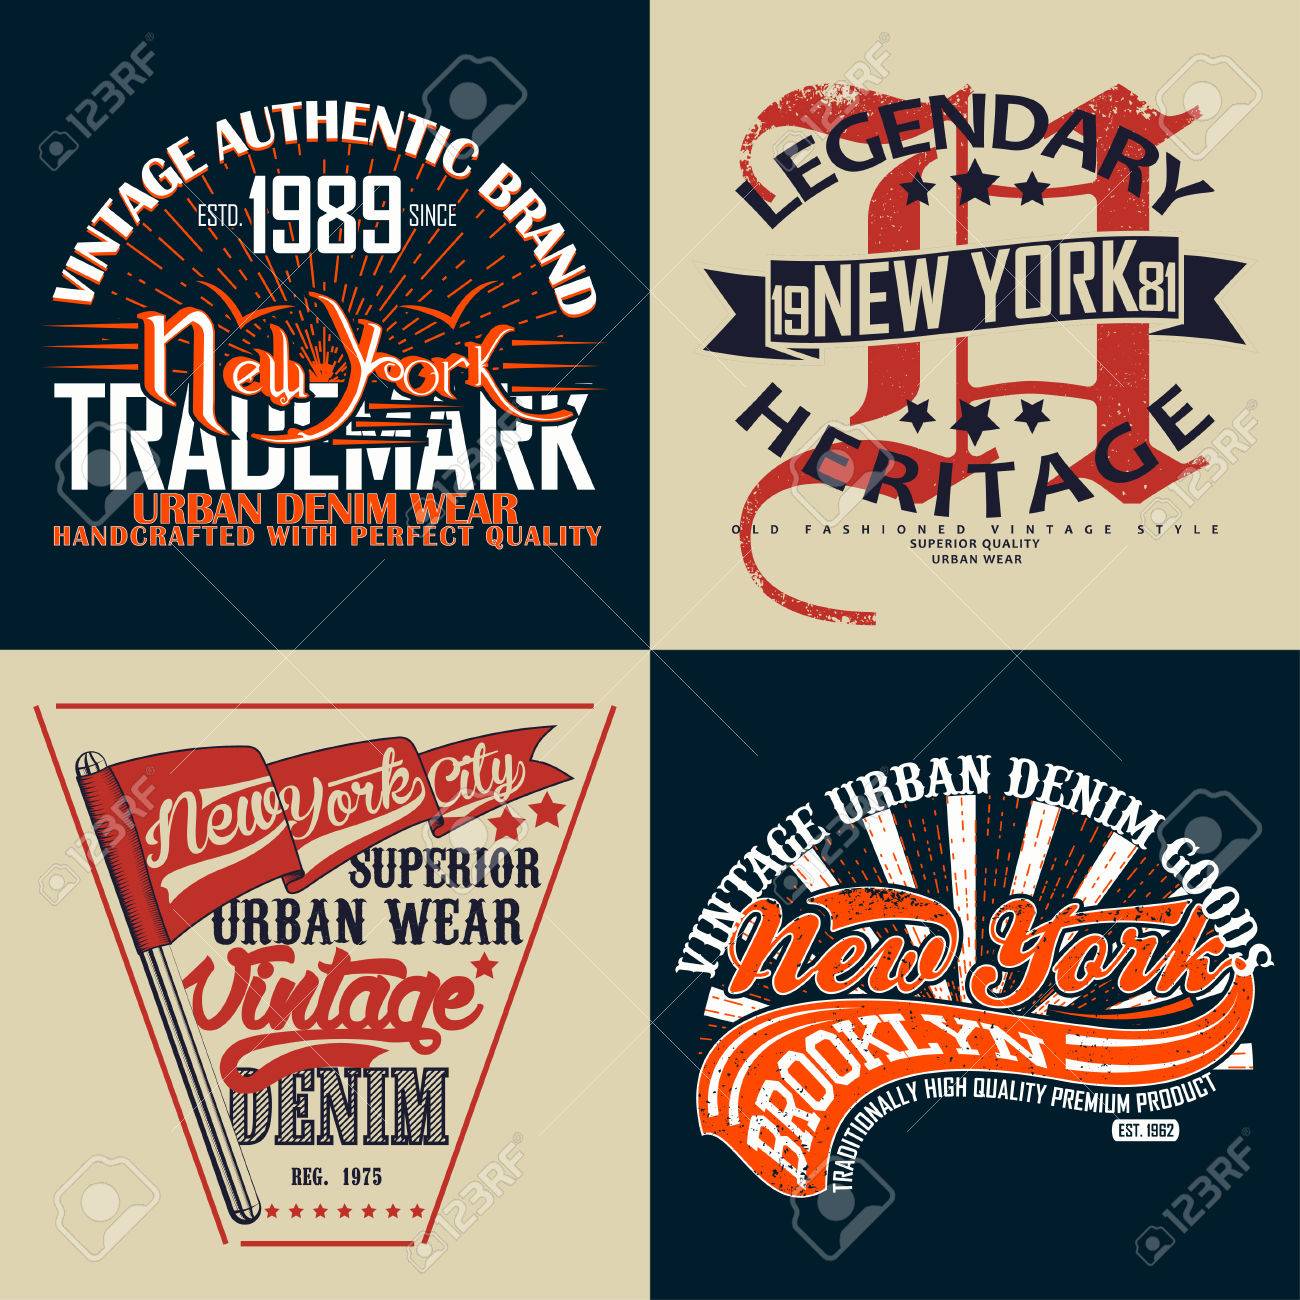 VINTAGE AUTHENTIC BRAND
ESTD. 1989 SINCE
New York
TRADEMARK
URBAN DENIM WEAR
HANDCRAFTED WITH PERFECT QUALITY
LEGENDARY
19 NEW YORK 81
HERITAGE
OLD FASHIONED VINTAGE STYLE
SUPERIOR QUALITY
URBAN WEAR
New York City
SUPERIOR
URBAN WEAR
Vintage
DENIM
REG. 1975
VINTAGE URBAN DENIM GOODS
New York
BROOKLYN
TRADITIONALLY HIGH QUALITY PREMIUM PRODUCT
EST. 1962
123RF